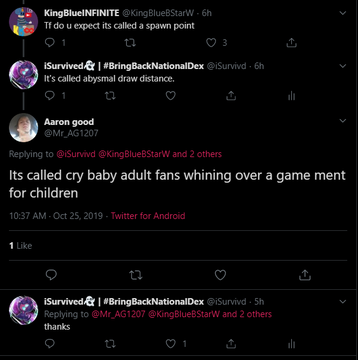 KingBlueINFINITE @KingBlueBStarW · 6h
Tf do u expect its called a spawn point
1 3
iSurvived | #BringBackNationalDex @iSurvivd · 6h
It's called abysmal draw distance.
1
Aaron good
@Mr_AG1207
Replying to @iSurvivd @KingBlueBStarW and 2 others
Its called cry baby adult fans whining over a game ment
for children
10:37 AM · Oct 25, 2019 · Twitter for Android
1 Like
iSurvived | #BringBackNationalDex @iSurvivd · 5h
Replying to @Mr_AG1207 @KingBlueBStarW and 2 others
thanks
1